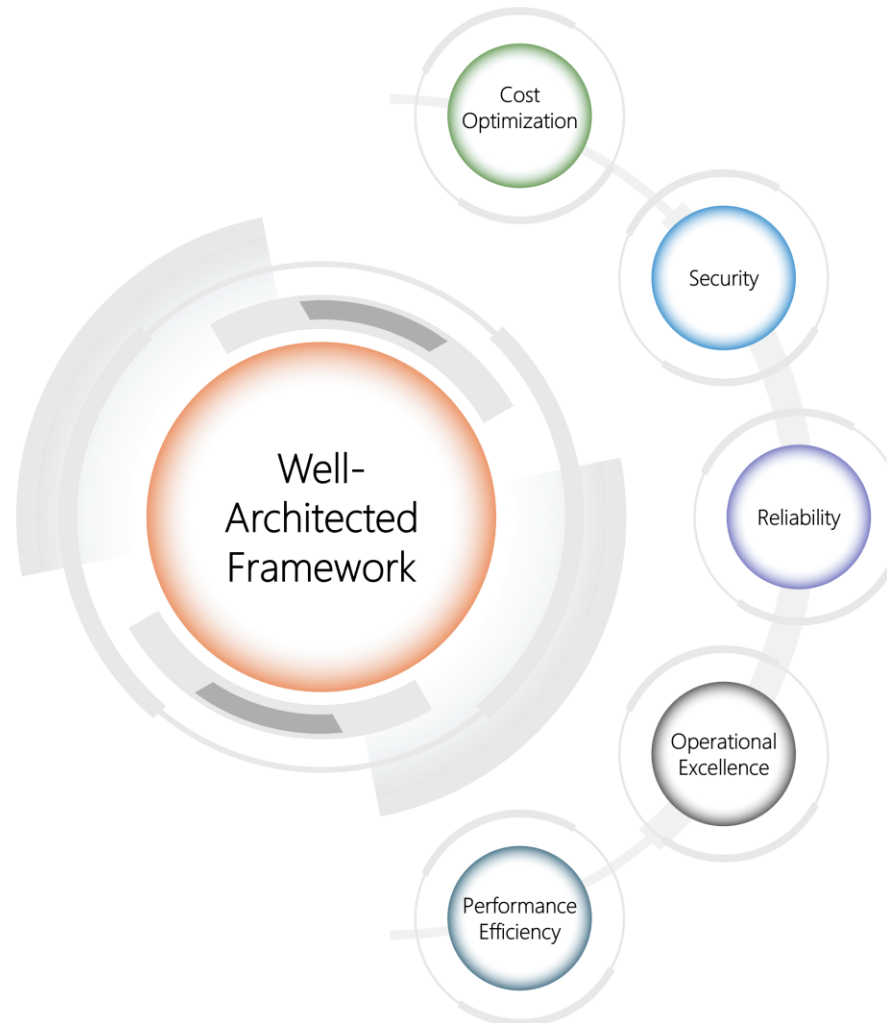 Cost
Optimization
Security
Well-
Architected
Framework
Reliability
Operational
Excellence
Performance
Efficiency